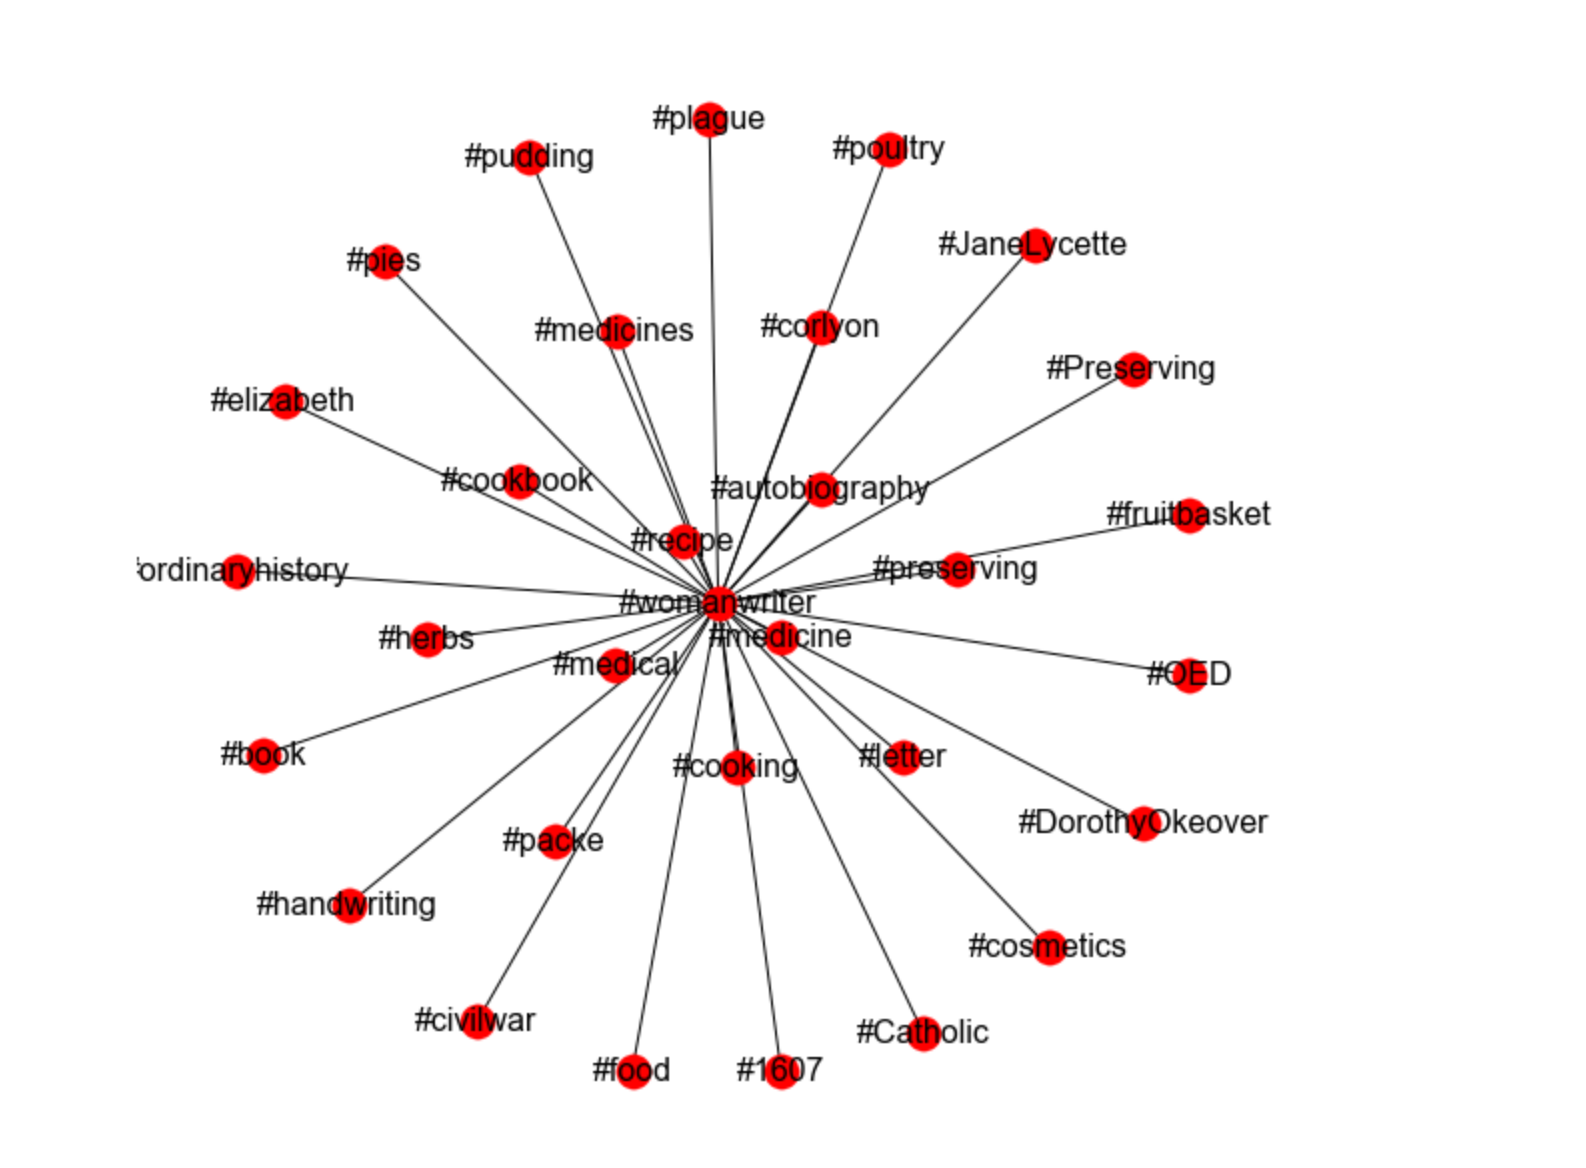 #plague
#poultry
#pudding
#JaneLycette
#pies
#medicines
#corlyon
#Preserving
#elizabeth
#cookbook
#autobiography
#fruitbasket
#recipe
ordinaryhistory
#preserving
#womanwriter
#herbs
#medicine
#medical
#OED
#book
#cooking
#letter
#DorothyOkeover
#packe
#handwriting
#cosmetics
#civilwar
#Catholic
#food
#1607